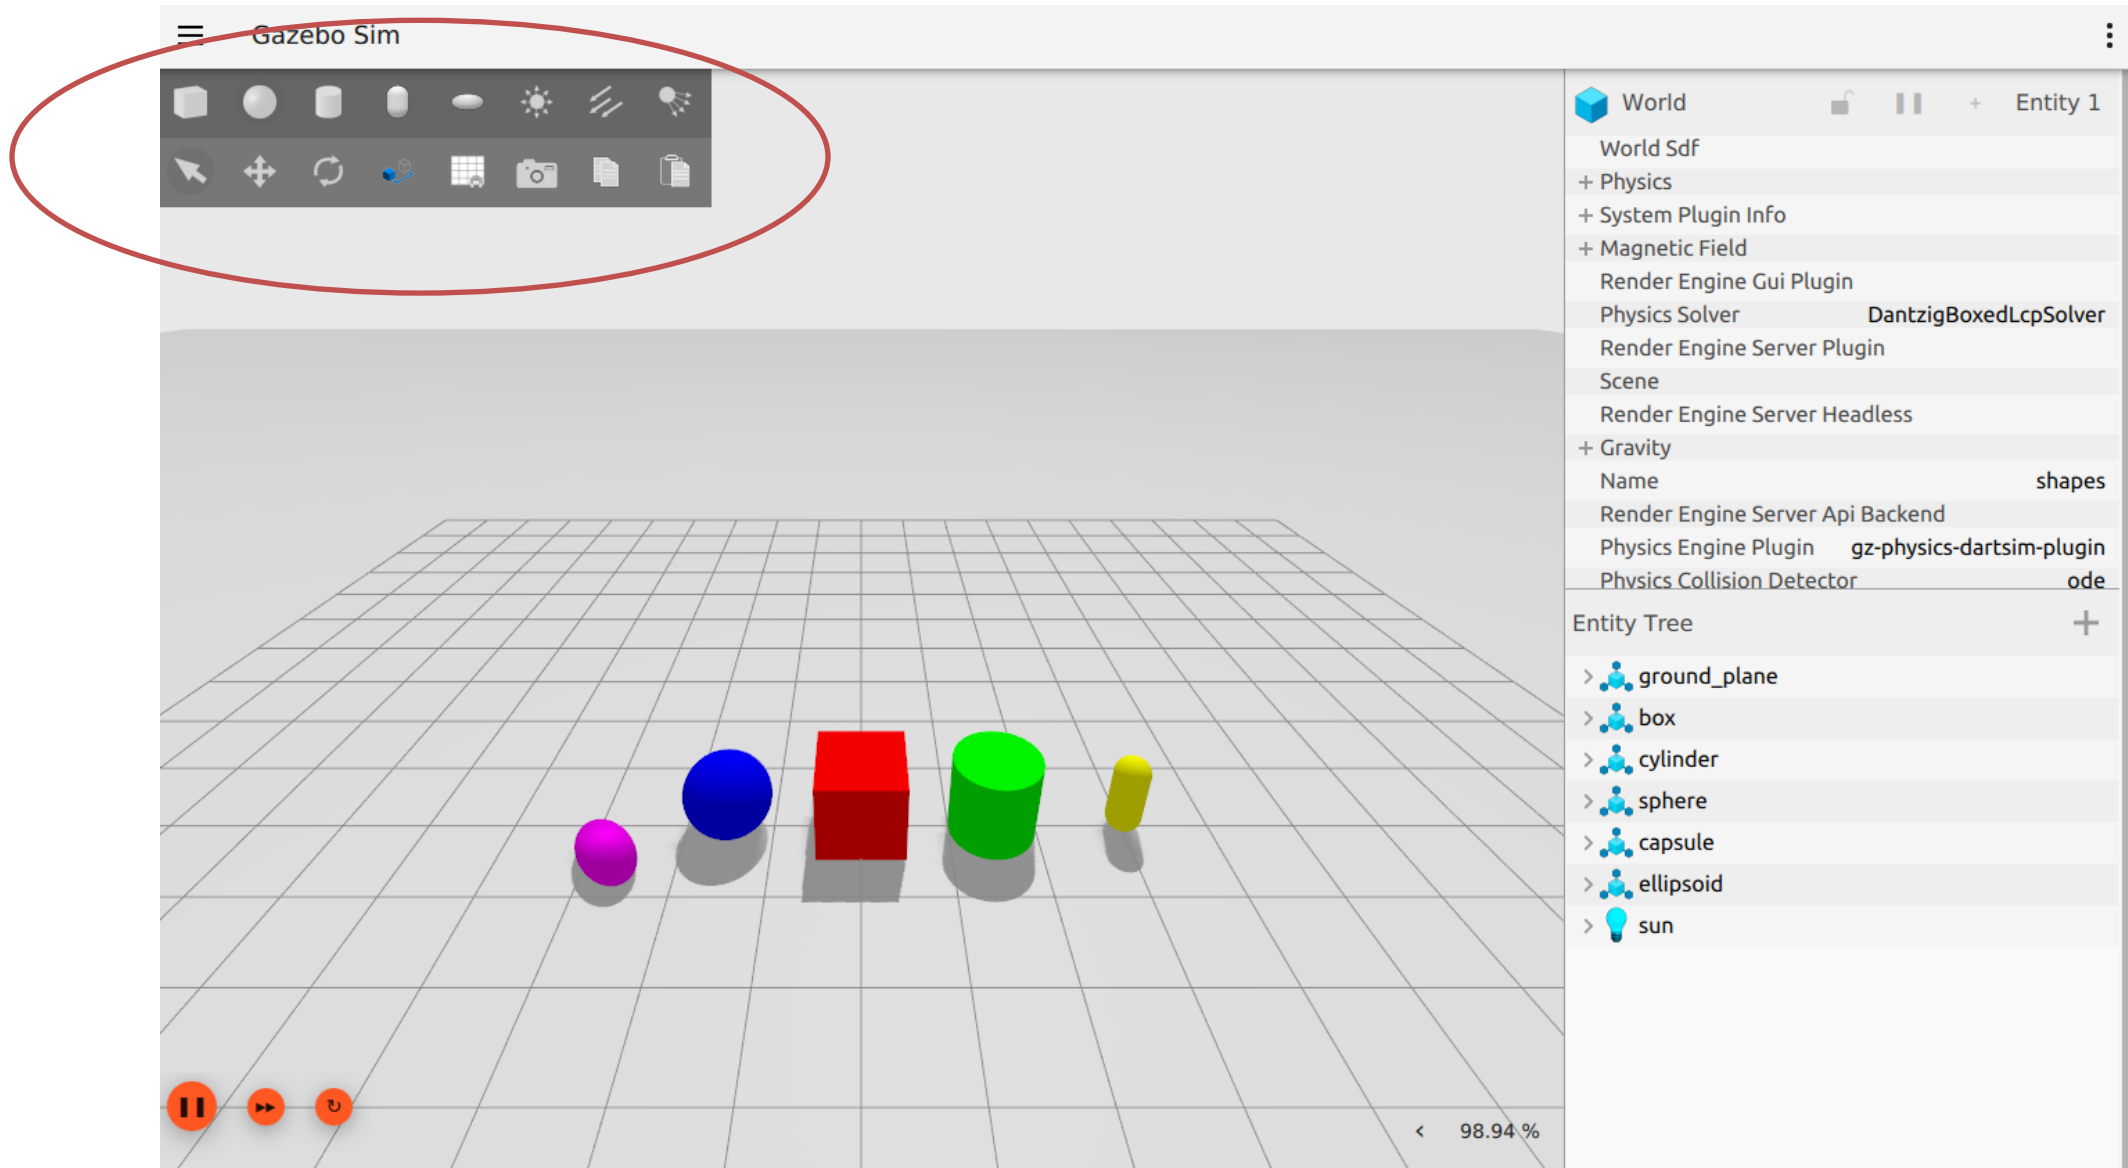 Gazebo Sim
World Entity 1
World Sdf
+ Physics
+ System Plugin Info
+ Magnetic Field
Render Engine Gui Plugin
Physics Solver DantzigBoxedLcpSolver
Render Engine Server Plugin
Scene
Render Engine Server Headless
+ Gravity
Name shapes
Render Engine Server Api Backend
Physics Engine Plugin gz-physics-dartsim-plugin
Physics Collision Detector ode
Entity Tree
ground_plane
box
cylinder
sphere
capsule
ellipsoid
sun
98.94 %